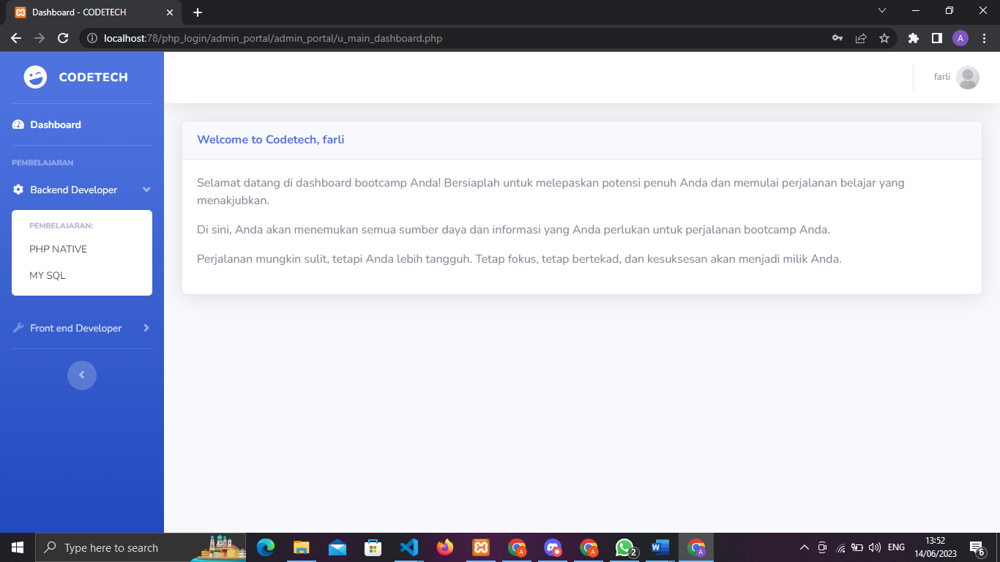 Dashboard - CODETECH
localhost:78/php_login/admin_portal/admin_portal/u_main_dashboard.php
A
CODETECH
farli
Dashboard
PEMBELAJARAN
Backend Developer
PEMBELAJARAN:
PHP NATIVE
MY SQL
Front end Developer
Welcome to Codetech, farli
Selamat datang di dashboard bootcamp Anda! Bersiaplah untuk melepaskan potensi penuh Anda dan memulai perjalanan belajar yang
menakjubkan.
Di sini, Anda akan menemukan semua sumber daya dan informasi yang Anda perlukan untuk perjalanan bootcamp Anda.
Perjalanan mungkin sulit, tetapi Anda lebih tangguh. Tetap fokus, tetap bertekad, dan kesuksesan akan menjadi milik Anda.
Type here to search
A
A
2
W
A
ENG
13:52
14/06/2023
6